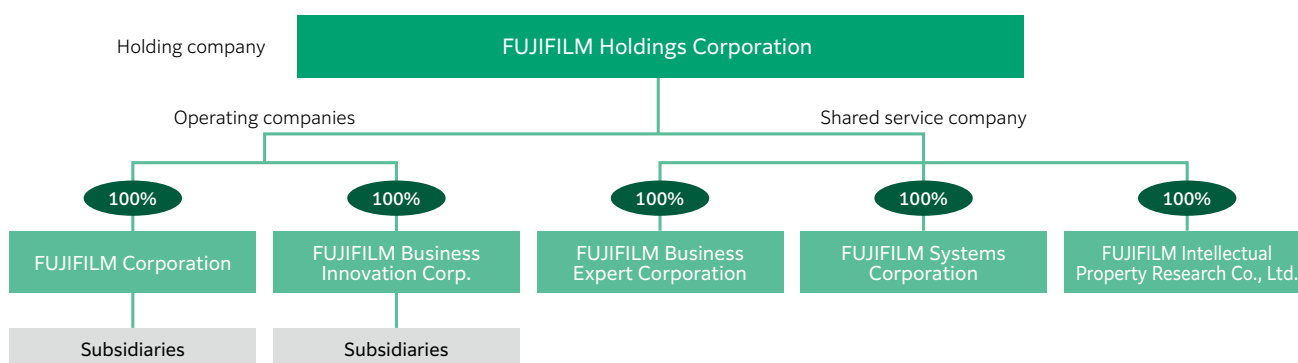 Holding company
FUJIFILM Holdings Corporation
Operating companies
Shared service company
100%
100%
100%
100%
100%
FUJIFILM Corporation
FUJIFILM Business
Innovation Corp.
FUJIFILM Business
Expert Corporation
FUJIFILM Systems
Corporation
FUJIFILM Intellectual
Property Research Co., Ltd.
Subsidiaries
Subsidiaries